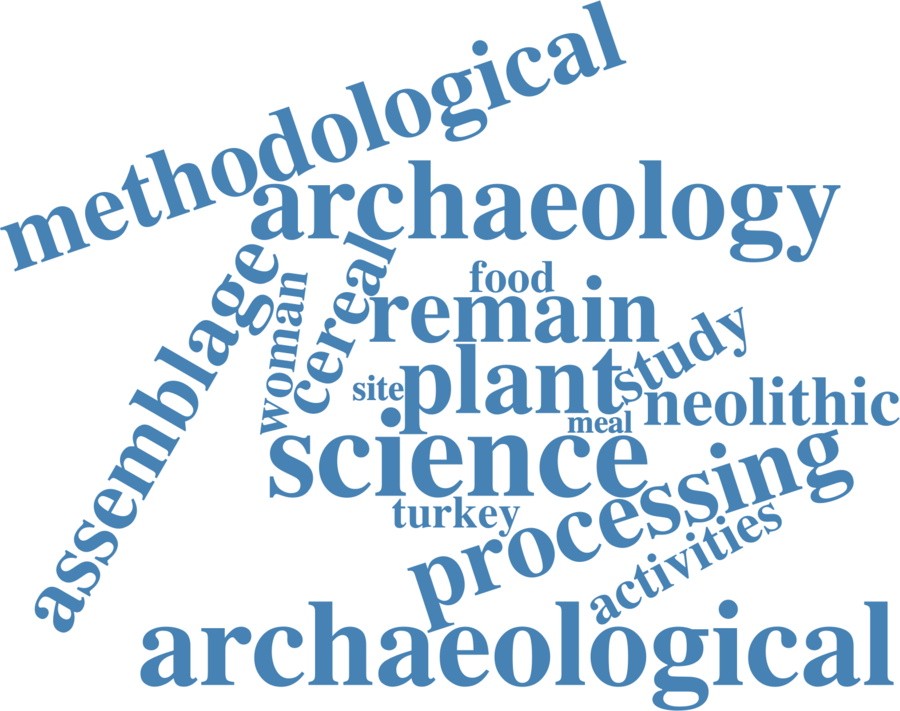 methodological
archaeology
assemblage
woman
cereal
food
remain
study
site
plant
neolithic
meal
science
processing
turkey
activities
archaeological